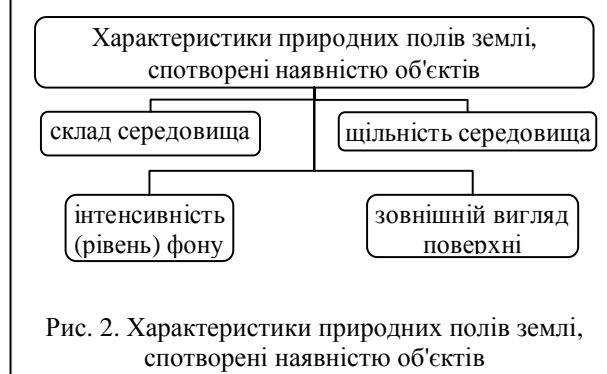 Характеристики природних полів землі,
спотворені наявністю об'єктів
склад середовища
щільність середовища
інтенсивність
(рівень) фону
зовнішній вигляд
поверхні
Рис. 2. Характеристики природних полів землі,
спотворені наявністю об'єктів